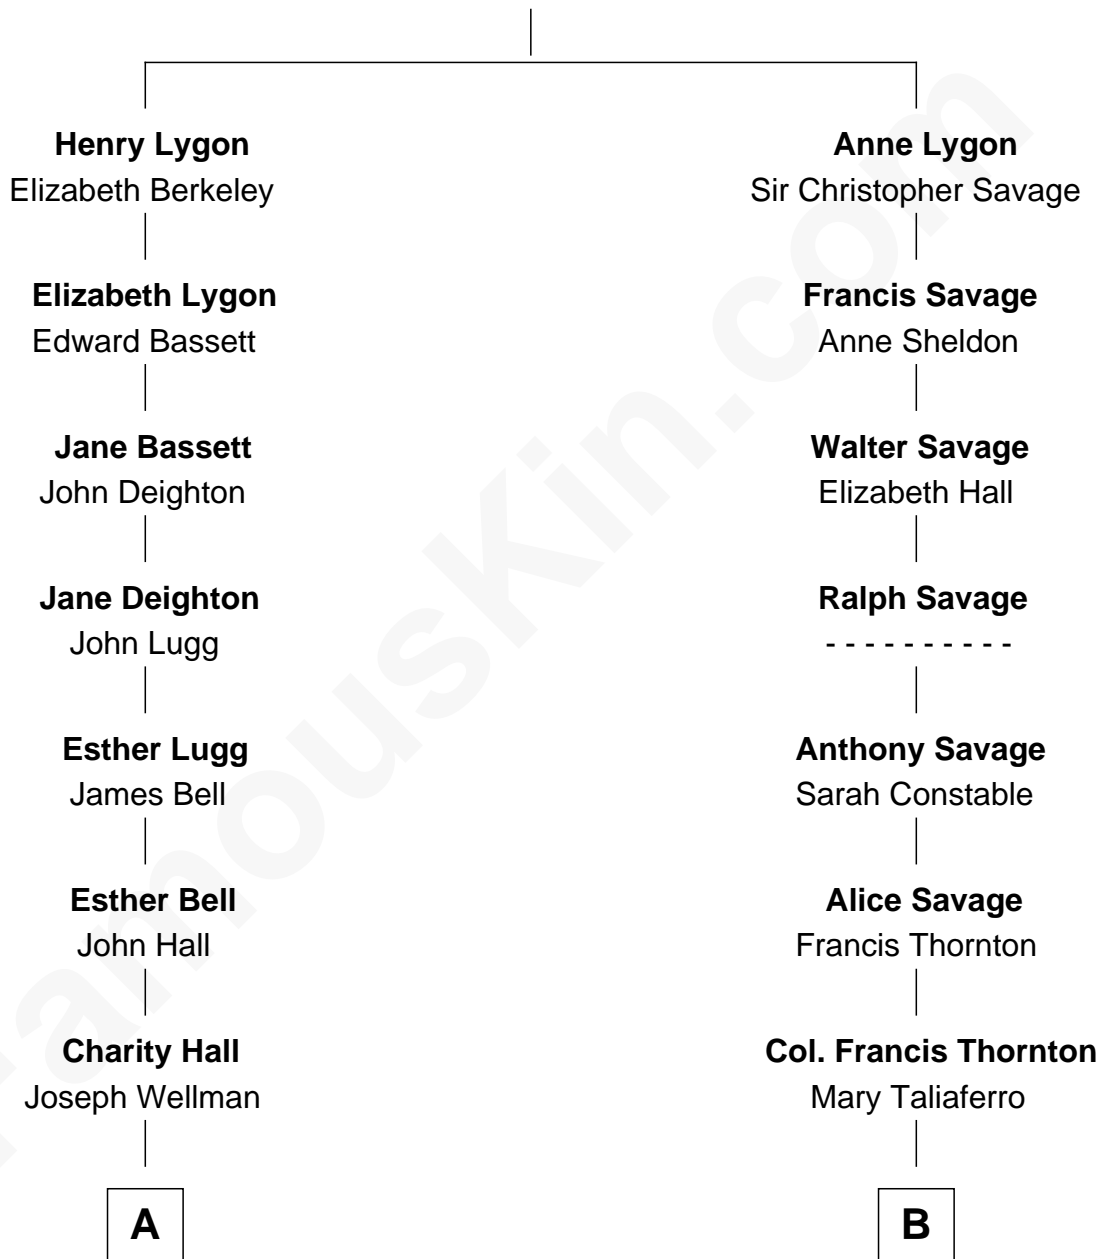 Henry Lygon
Elizabeth Berkeley
Elizabeth Lygon
Edward Bassett
Jane Bassett
John Deighton
Jane Deighton
John Lugg
Esther Lugg
James Bell
Esther Bell
John Hall
Charity Hall
Joseph Wellman
A
Anne Lygon
Sir Christopher Savage
Francis Savage
Anne Sheldon
Walter Savage
Elizabeth Hall
Ralph Savage
- - - - - - - - - -
Anthony Savage
Sarah Constable
Alice Savage
Francis Thornton
Col. Francis Thornton
Mary Taliaferro
B
FamousKin.com